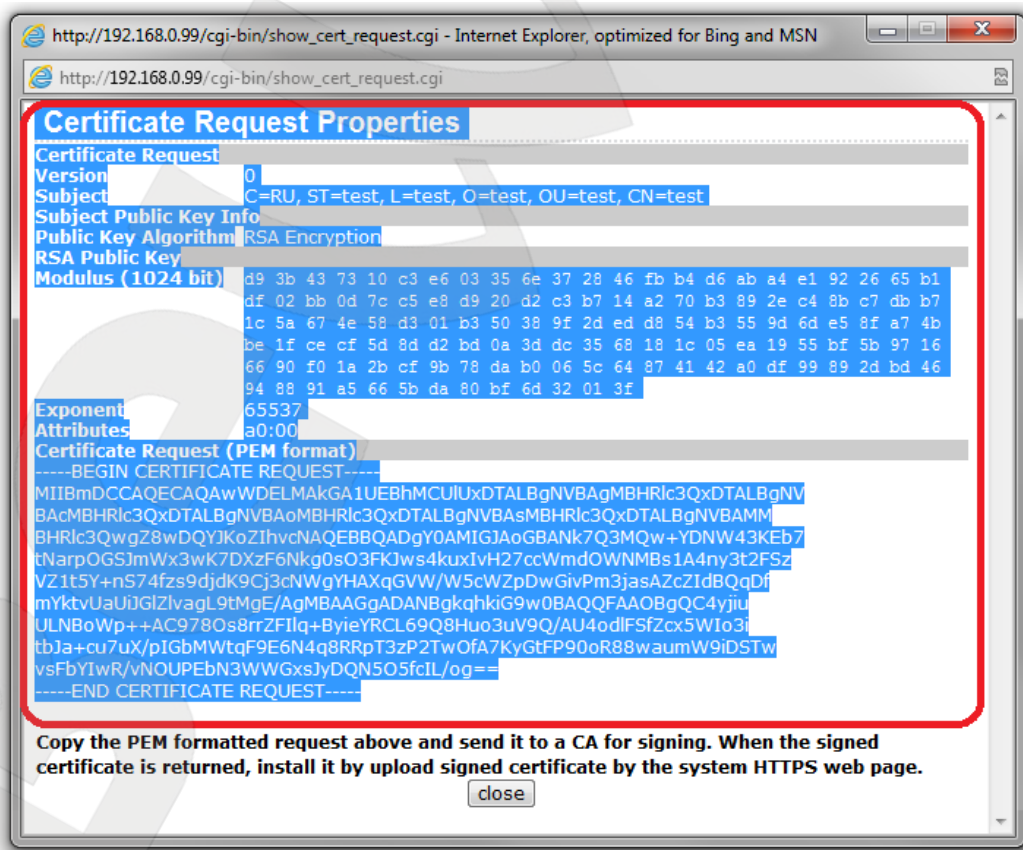 http://192.168.0.99/cgi-bin/show_cert_request.cgi - Internet Explorer, optimized for Bing and MSN
http://192.168.0.99/cgi-bin/show_cert_request.cgi
Certificate Request Properties
Certificate Request
Version 0
Subject C=RU, ST=test, L=test, O=test, OU=test, CN=test
Subject Public Key Info
Public Key Algorithm RSA Encryption
RSA Public Key
Modulus (1024 bit) d9 3b 43 73 10 c3 e6 03 35 6e 37 28 46 fb b4 d6 ab a4 e1 92 26 65 b1
df 02 bb 0d 7c c5 e8 d9 20 d2 c3 b7 14 a2 70 b3 89 2e c4 8b c7 db b7
1c 5a 67 4e 58 d3 01 b3 50 38 9f 2d ed d8 54 b3 55 9d 6d e5 8f a7 4b
be 1f ce cf 5d 8d d2 bd 0a 3d dc 35 68 18 1c 05 ea 19 55 bf 5b 97 16
66 90 f0 1a 2b cf 9b 78 da b0 06 5c 64 87 41 42 a0 df 99 89 2d bd 46
94 88 91 a5 66 5b da 80 bf 6d 32 01 3f
Exponent 65537
Attributes a0:00
Certificate Request (PEM format)
-----BEGIN CERTIFICATE REQUEST-----
MIIBmDCCAQECAQAwWDELMAkGA1UEBhMCUlUxDTALBgNVBAgMBHRlc3QxDTALBgNV
BAcMBHRlc3QxDTALBgNVBAoMBHRlc3QxDTALBgNVBAsMBHRlc3QxDTALBgNVBAMM
BHRlc3QwgZ8wDQYJKoZIhvcNAQEBBQADgY0AMIGJAoGBANk7Q3MQw+YDNW43KEb7
tNarpOGSJmWx3wK7DXzF6Nkg0sO3FKJws4kuxIvH27ccWmdOWNMBs1A4ny3t2FSz
VZ1t5Y+nS74fzs9djdK9Cj3cNWgYHAXqGVW/W5cWZpDwGivPm3jasAZcZIdBQqDf
mYktvUaUiJGlZlvagL9tMgE/AgMBAAGgADANBgkqhkiG9w0BAQQFAAOBgQC4yjiu
ULNBoWp++AC978Os8rrZFIlq+ByieYRCL69Q8Huo3uV9Q/AU4odlFSfZcx5WIo3i
tbJa+cu7uX/pIGbMWtqF9E6N4q8RRpT3zP2TwOfA7KyGtFP90oR88waumW9iDSTw
vsFbYIwR/vNOUPEbN3WWGxsJyDQN5O5fcIL/og==
-----END CERTIFICATE REQUEST-----
Copy the PEM formatted request above and send it to a CA for signing. When the signed
certificate is returned, install it by upload signed certificate by the system HTTPS web page.
close